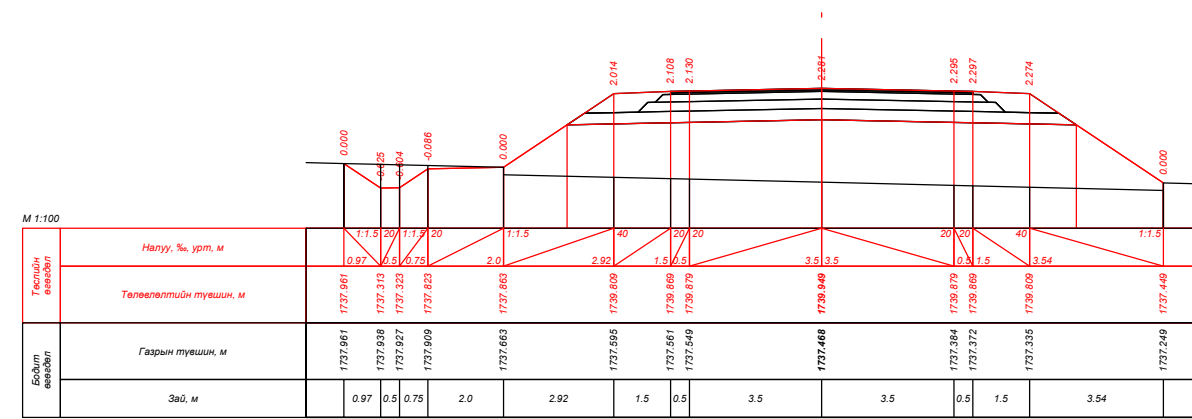 0.000 0.625 0.604 -0.086 0.000 2.014 2.108 2.130 2.281 2.295 2.297 2.274 0.000
М 1:100
Төслийн өгөгдөл
Налуу, ‰, урт, м
1:1.5 20 1:1.5 20 1:1.5 40 20 20 20 20 40 1:1.5
0.97 0.5 0.75 2.0 2.92 1.5 0.5 3.5 3.5 0.5 1.5 3.54
Төлөвлөлтийн түвшин, м
1737.961 1737.313 1737.323 1737.823 1737.863 1739.809 1739.869 1739.879 1739.949 1739.879 1739.869 1739.809 1737.449
Бодит өгөгдөл
Газрын түвшин, м
1737.961 1737.938 1737.927 1737.909 1737.663 1737.595 1737.561 1737.549 1737.468 1737.384 1737.372 1737.335 1737.249
Зай, м
0.97 0.5 0.75 2.0 2.92 1.5 0.5 3.5 3.5 0.5 1.5 3.54